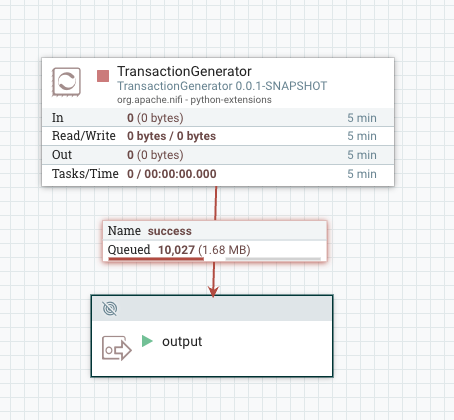 TransactionGenerator
TransactionGenerator 0.0.1-SNAPSHOT
org.apache.nifi - python-extensions
In 0 (0 bytes) 5 min
Read/Write 0 bytes / 0 bytes 5 min
Out 0 (0 bytes) 5 min
Tasks/Time 0 / 00:00:00.000 5 min
Name success
Queued 10,027 (1.68 MB)
output